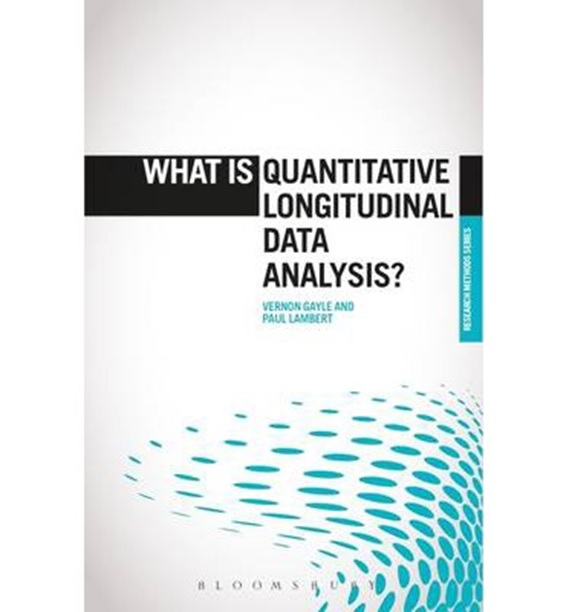 WHAT IS QUANTITATIVE
LONGITUDINAL
DATA
ANALYSIS?
VERNON GAYLE AND
PAUL LAMBERT
RESEARCH METHODS SERIES
BLOOMSBURY